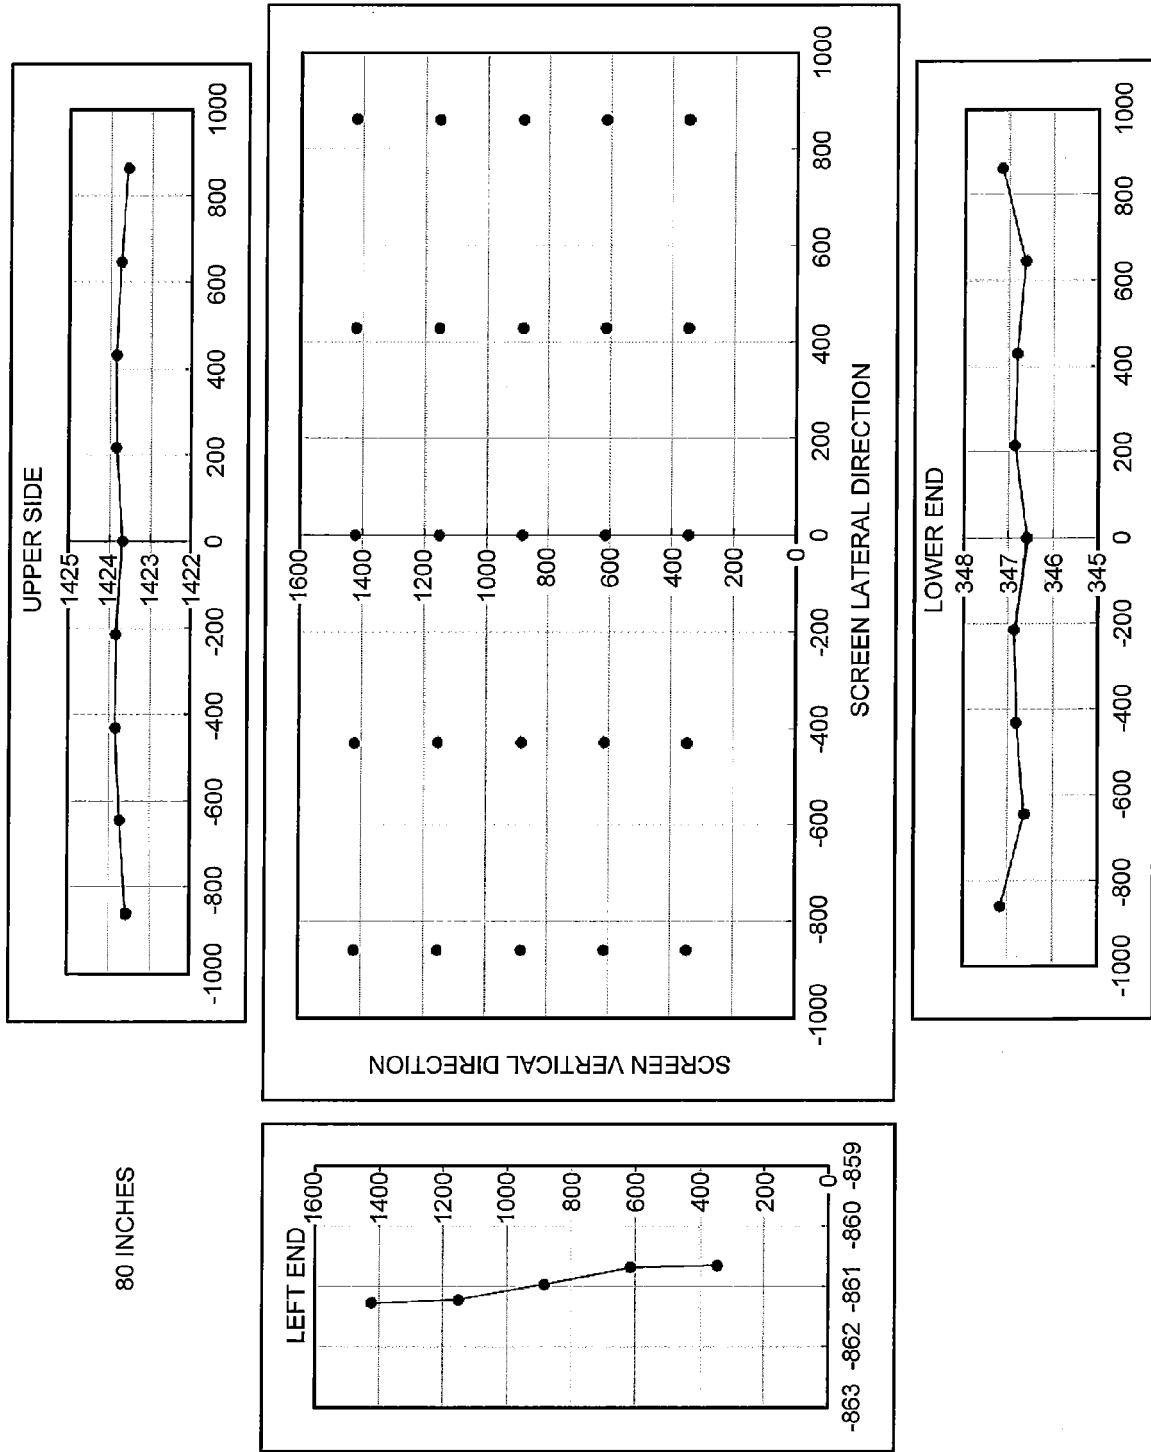 80 INCHES
UPPER SIDE
1425
1424
1423
1422
-1000 -800 -600 -400 -200 0 200 400 600 800 1000
LEFT END
1600
1400
1200
1000
800
600
400
200
0
-863 -862 -861 -860 -859
SCREEN VERTICAL DIRECTION
1600
1400
1200
1000
800
600
400
200
0
-1000 -800 -600 -400 -200 0 200 400 600 800 1000
SCREEN LATERAL DIRECTION
LOWER END
348
347
346
345
-1000 -800 -600 -400 -200 0 200 400 600 800 1000